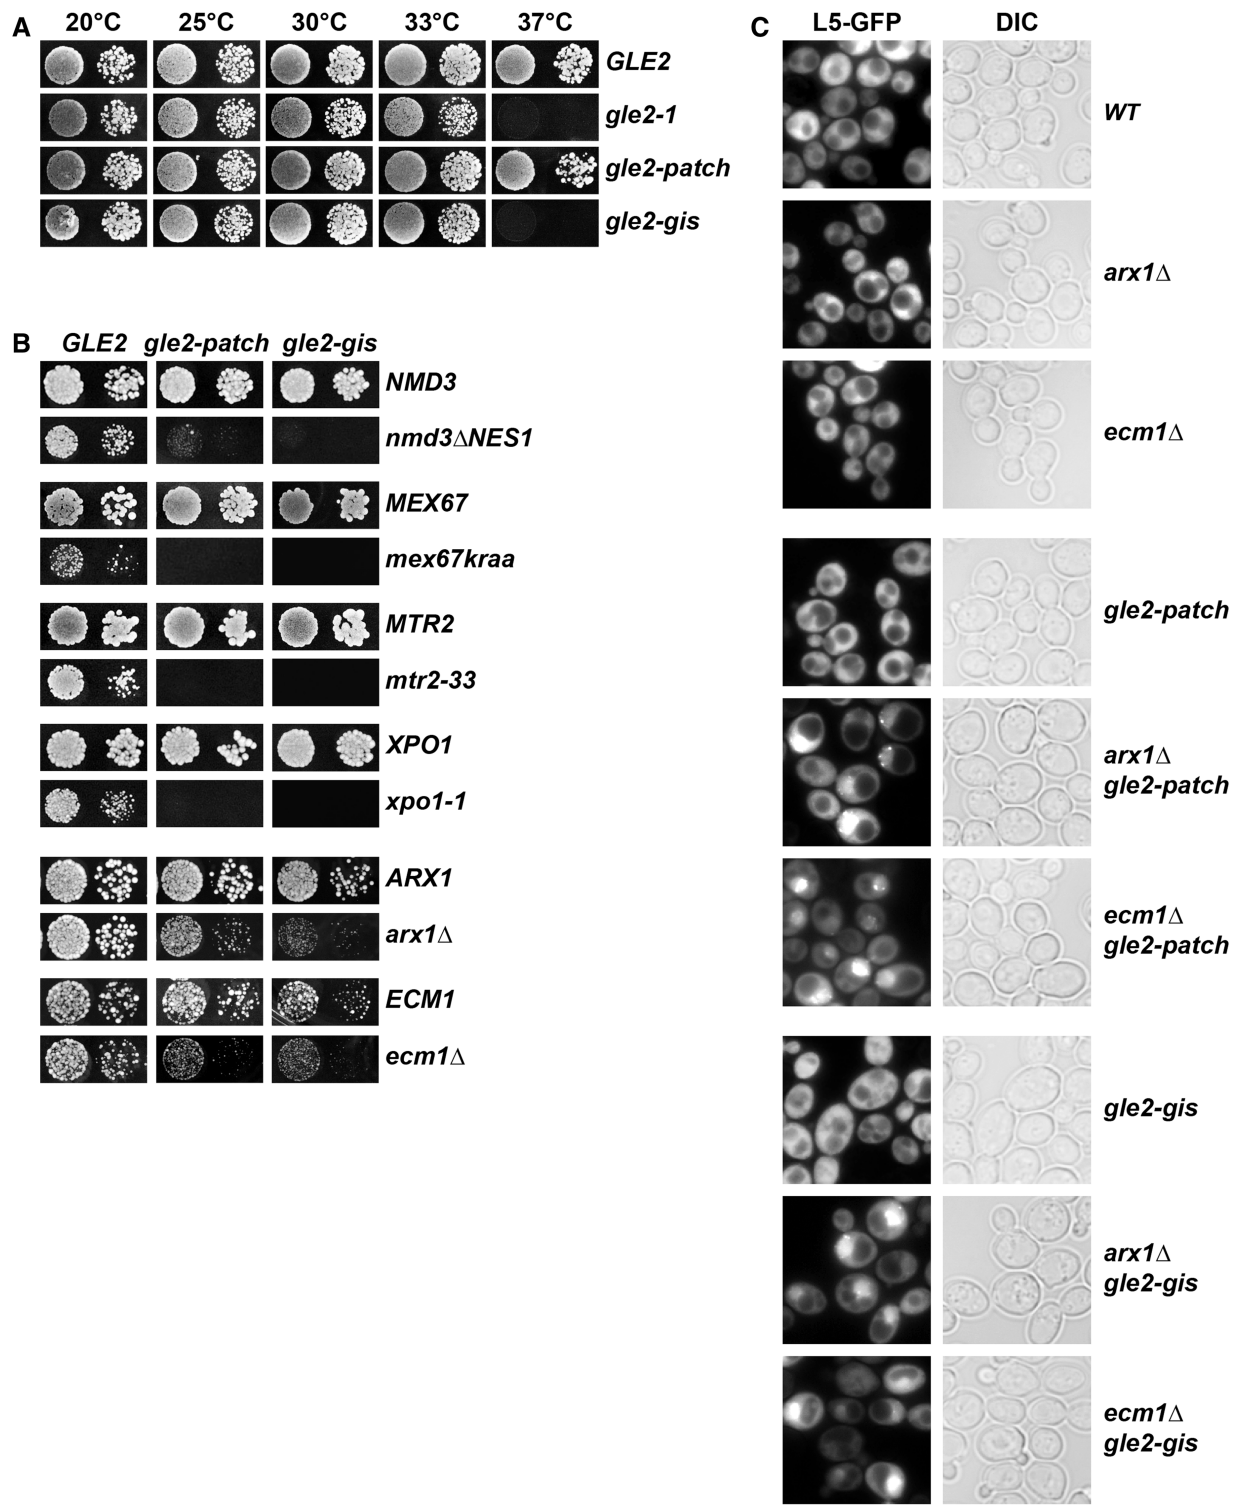 A
20°C 25°C 30°C 33°C 37°C
GLE2
gle2-1
gle2-patch
gle2-gis
B
GLE2 gle2-patch gle2-gis
NMD3
nmd3ΔNES1
MEX67
mex67kraa
MTR2
mtr2-33
XPO1
xpo1-1
ARX1
arx1Δ
ECM1
ecm1Δ
C
L5-GFP DIC
WT
arx1Δ
ecm1Δ
gle2-patch
arx1Δ
gle2-patch
ecm1Δ
gle2-patch
gle2-gis
arx1Δ
gle2-gis
ecm1Δ
gle2-gis